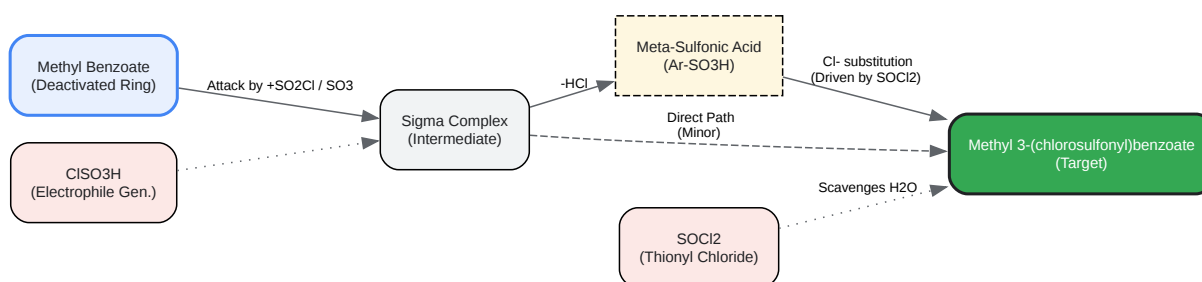 Methyl Benzoate
(Deactivated Ring)
Attack by +SO2Cl / SO3
ClSO3H
(Electrophile Gen.)
Sigma Complex
(Intermediate)
-HCl
Meta-Sulfonic Acid
(Ar-SO3H)
Cl- substitution
(Driven by SOCl2)
Direct Path
(Minor)
Methyl 3-(chlorosulfonyl)benzoate
(Target)
Scavenges H2O
SOCl2
(Thionyl Chloride)